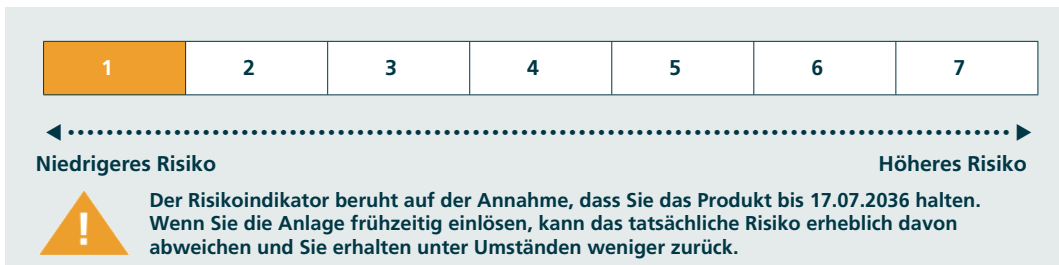 1 2 3 4 5 6 7
Niedrigeres Risiko Höheres Risiko
!
Der Risikoindikator beruht auf der Annahme, dass Sie das Produkt bis 17.07.2036 halten.
Wenn Sie die Anlage frühzeitig einlösen, kann das tatsächliche Risiko erheblich davon
abweichen und Sie erhalten unter Umständen weniger zurück.